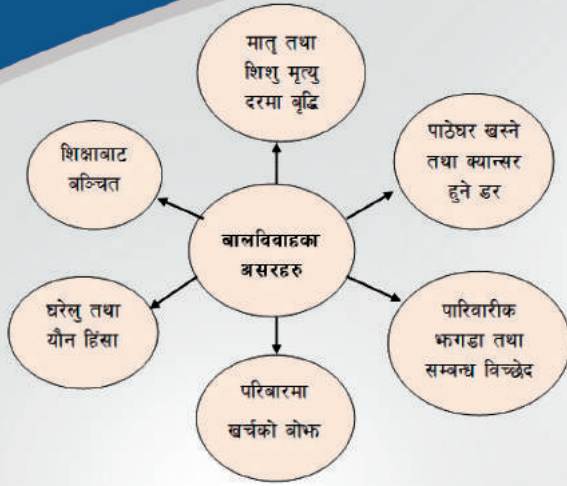 मातृ तथा
शिशु मृत्यु
दरमा बृद्धि
पाठेघर खस्ने
तथा क्यान्सर
हुने डर
शिक्षाबाट
बञ्चित
बालविवाहका
असरहरु
घरेलु तथा
यौन हिंसा
पारिवारीक
झगडा तथा
सम्बन्ध विच्छेद
परिबारमा
खर्चको बोझ